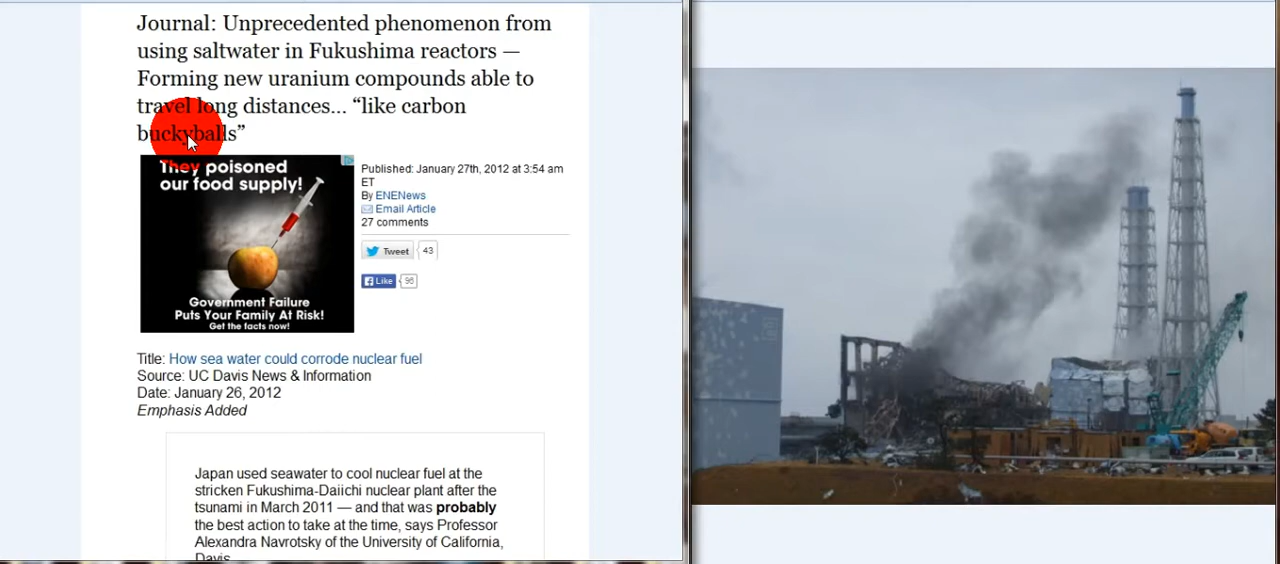 Journal: Unprecedented phenomenon from
using saltwater in Fukushima reactors —
Forming new uranium compounds able to
travel long distances... “like carbon
buckyballs”
They poisoned
our food supply!
Government Failure
Puts Your Family At Risk!
Get the facts now!
Published: January 27th, 2012 at 3:54 am
ET
By ENENews
Email Article
27 comments
Tweet 43
Like 96
Title: How sea water could corrode nuclear fuel
Source: UC Davis News & Information
Date: January 26, 2012
Emphasis Added
Japan used seawater to cool nuclear fuel at the
stricken Fukushima-Daiichi nuclear plant after the
tsunami in March 2011 — and that was probably
the best action to take at the time, says Professor
Alexandra Navrotsky of the University of California,
Davis